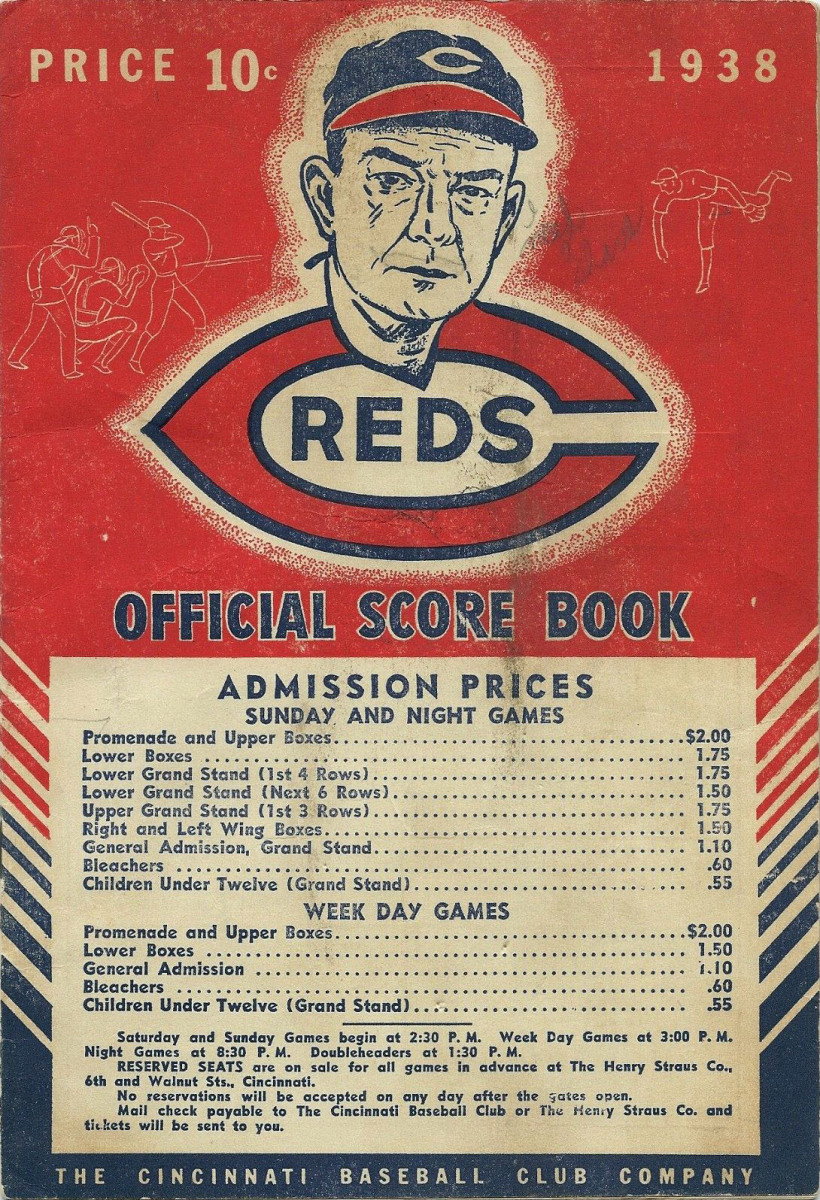 PRICE 10c 1938
C
REDS
OFFICIAL SCORE BOOK
ADMISSION PRICES
SUNDAY AND NIGHT GAMES
Promenade and Upper Boxes.......................................$2.00
Lower Boxes ....................................................... 1.75
Lower Grand Stand (1st 4 Rows)................................... 1.75
Lower Grand Stand (Next 6 Rows)................................. 1.50
Upper Grand Stand (1st 3 Rows)................................... 1.75
Right and Left Wing Boxes......................................... 1.50
General Admission, Grand Stand................................... 1.10
Bleachers .......................................................... .60
Children Under Twelve (Grand Stand)............................. .55
WEEK DAY GAMES
Promenade and Upper Boxes.......................................$2.00
Lower Boxes ....................................................... 1.50
General Admission ................................................. 1.10
Bleachers .......................................................... .60
Children Under Twelve (Grand Stand)............................. .55
Saturday and Sunday Games begin at 2:30 P. M. Week Day Games at 3:00 P. M.
Night Games at 8:30 P. M. Doubleheaders at 1:30 P. M.
RESERVED SEATS are on sale for all games in advance at The Henry Straus Co.,
6th and Walnut Sts., Cincinnati.
No reservations will be accepted on any day after the gates open.
Mail check payable to The Cincinnati Baseball Club or The Henry Straus Co. and
tickets will be sent to you.
THE CINCINNATI BASEBALL CLUB COMPANY